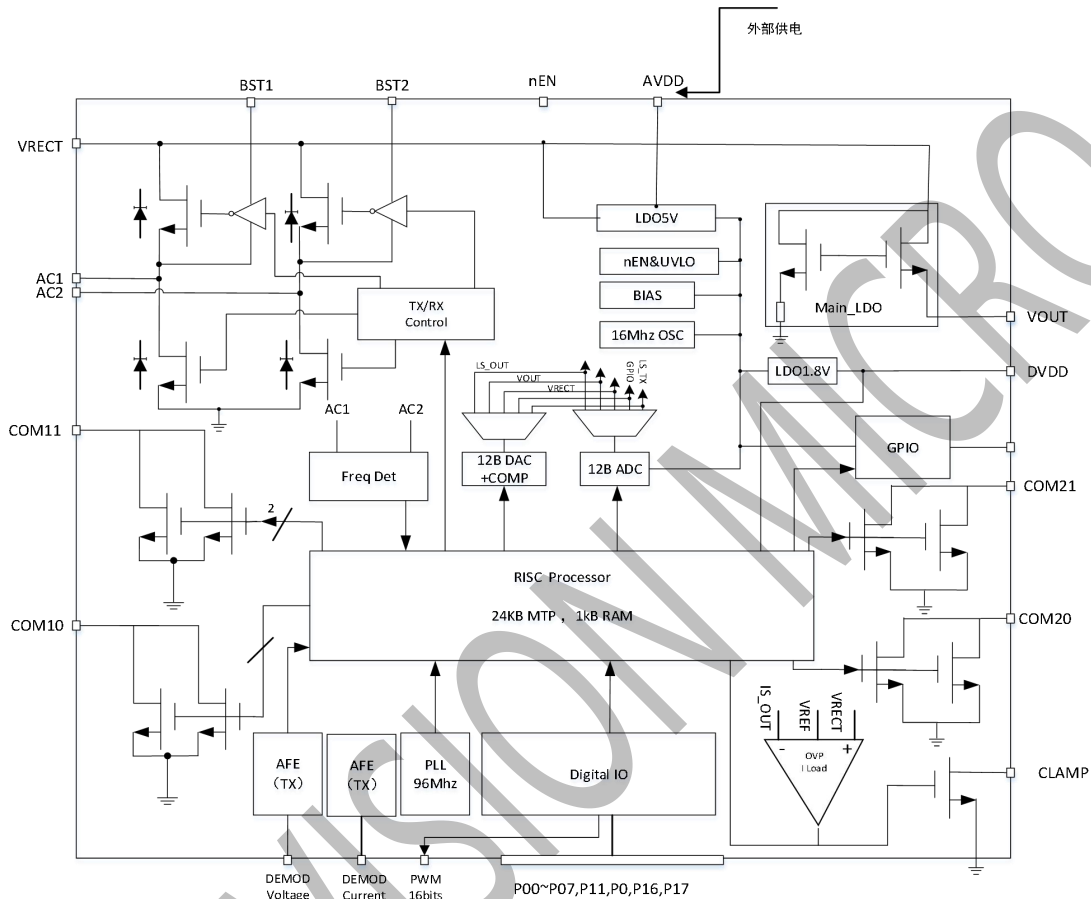 外部供电
BST1
BST2
nEN
AVDD
VRECT
LDO5V
nEN&UVLO
AC1
AC2
BIAS
TX/RX
Control
Main_LDO
VOUT
16Mhz OSC
LS_OUT
VOUT
VRECT
GPIO
LS_TX
LDO1.8V
DVDD
AC1
AC2
COM11
GPIO
Freq Det
12B DAC
+COMP
12B ADC
COM21
2
RISC Processor
24KB MTP ，1kB RAM
COM10
COM20
IS_OUT
VREF
VRECT
-
+
OVP
I Load
AFE
（TX）
AFE
（TX）
PLL
96Mhz
Digital IO
CLAMP
DEMOD
Voltage
DEMOD
Current
PWM
16bits
P00~P07,P11,P0,P16,P17
VISION MICRO